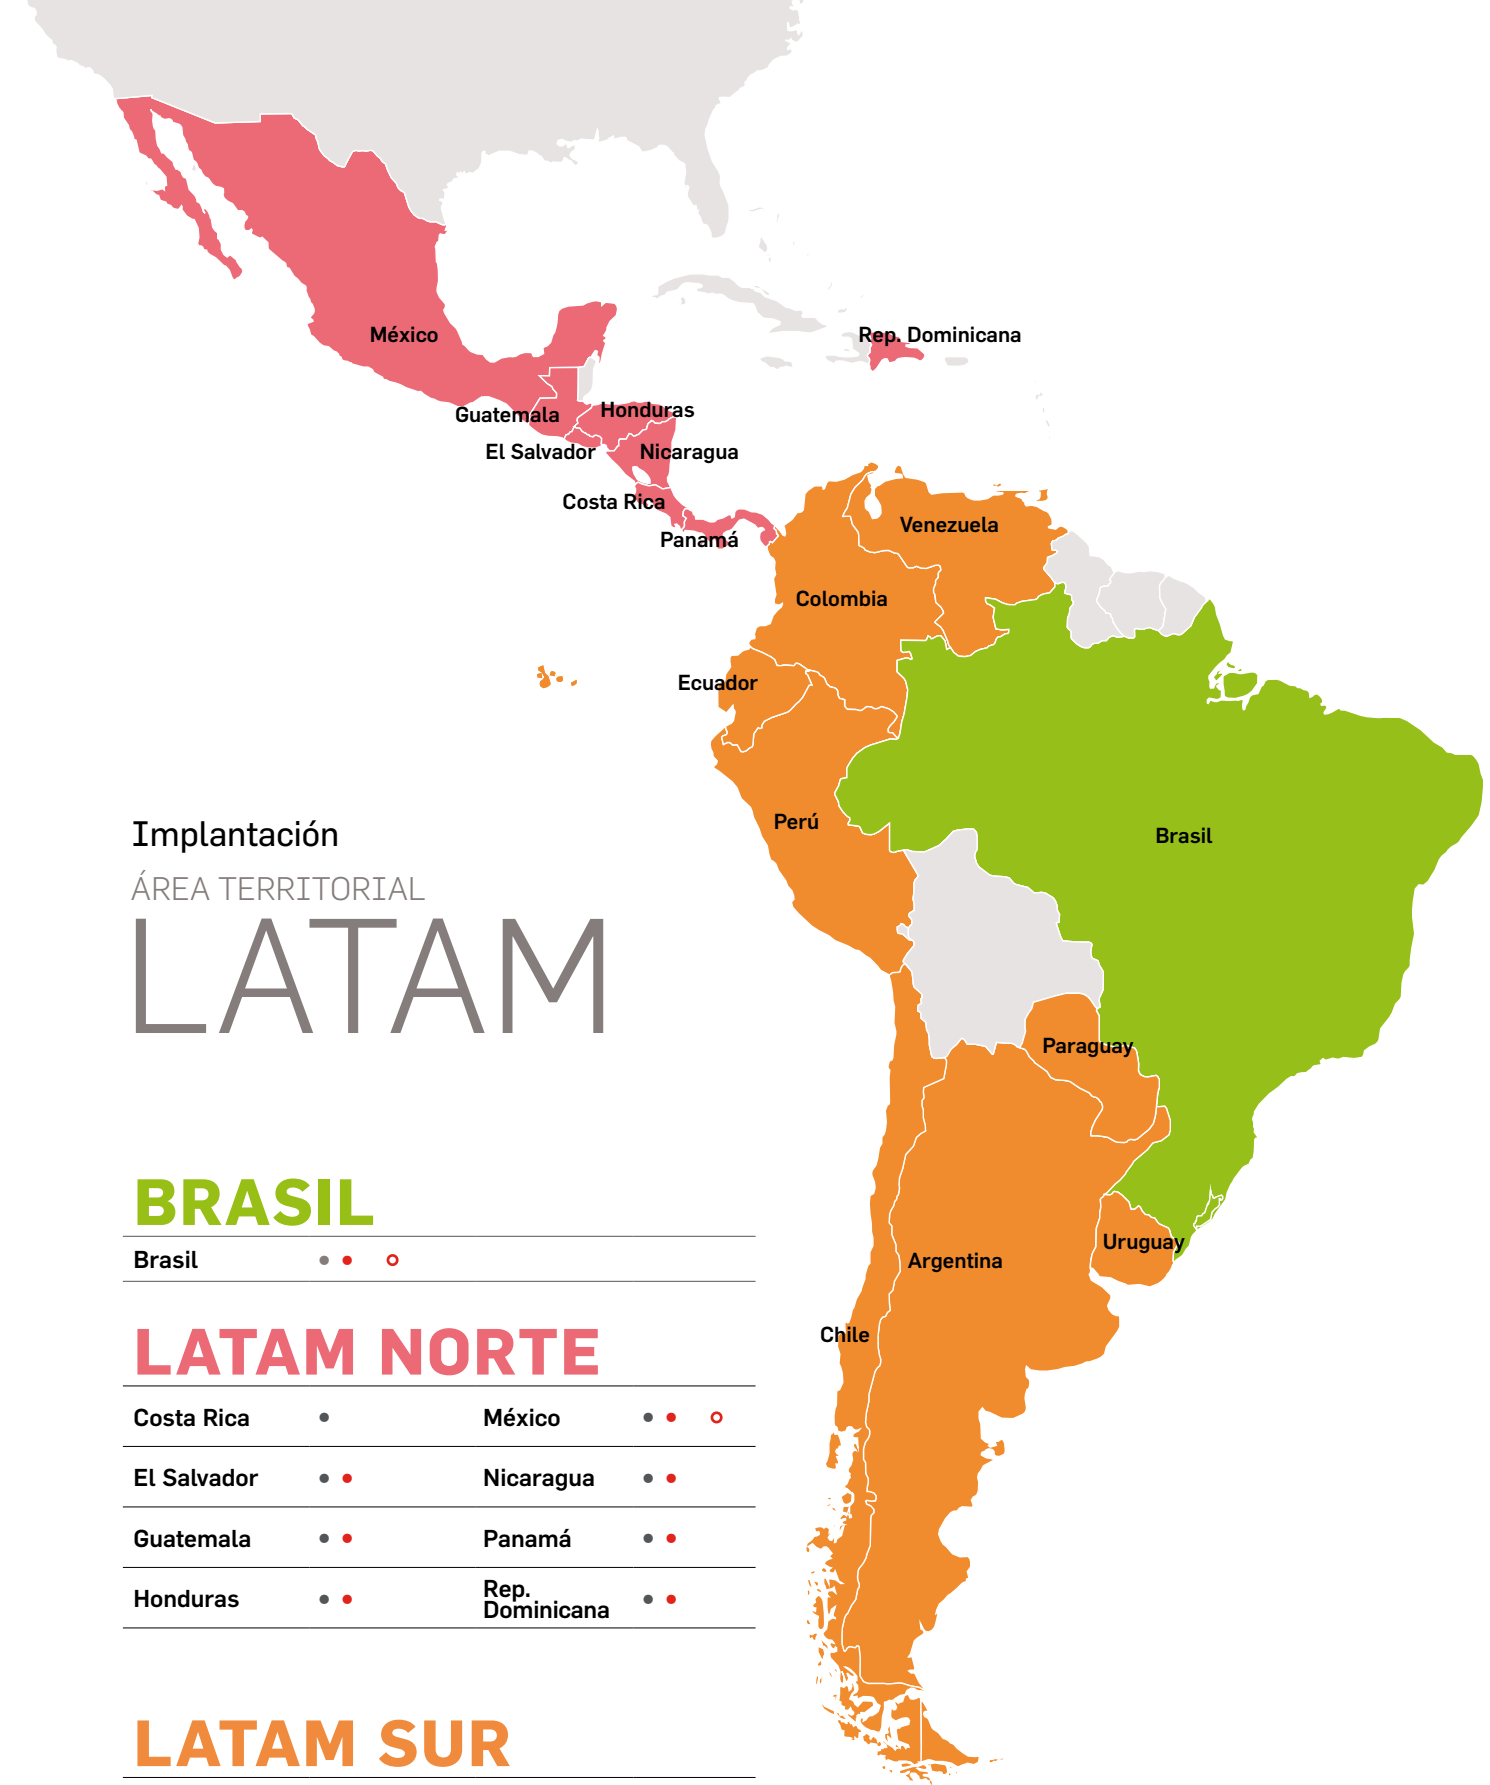 México
Rep. Dominicana
Guatemala
Honduras
El Salvador
Nicaragua
Costa Rica
Panamá
Venezuela
Colombia
Ecuador
Perú
Brasil
Paraguay
Uruguay
Argentina
Chile
Implantación
ÁREA TERRITORIAL
LATAM
BRASIL
Brasil
LATAM NORTE
Costa Rica
México
El Salvador
Nicaragua
Guatemala
Panamá
Honduras
Rep.
Dominicana
LATAM SUR